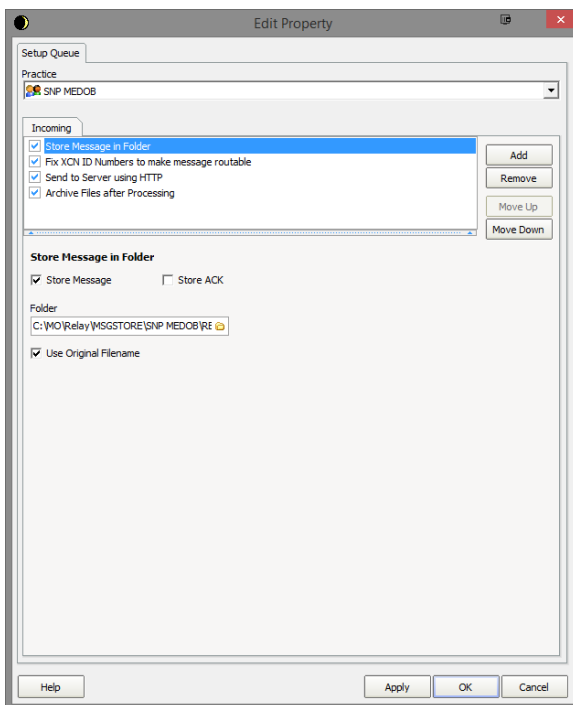 Edit Property
Setup Queue
Practice
SNP MEDOB
Incoming
Store Message in Folder
Fix XCN ID Numbers to make message routable
Send to Server using HTTP
Archive Files after Processing
Add
Remove
Move Up
Move Down
Store Message in Folder
Store Message Store ACK
Folder
C:\MO\Relay\MSGSTORE\SNP MEDOB\RE
Use Original Filename
Help Apply OK Cancel